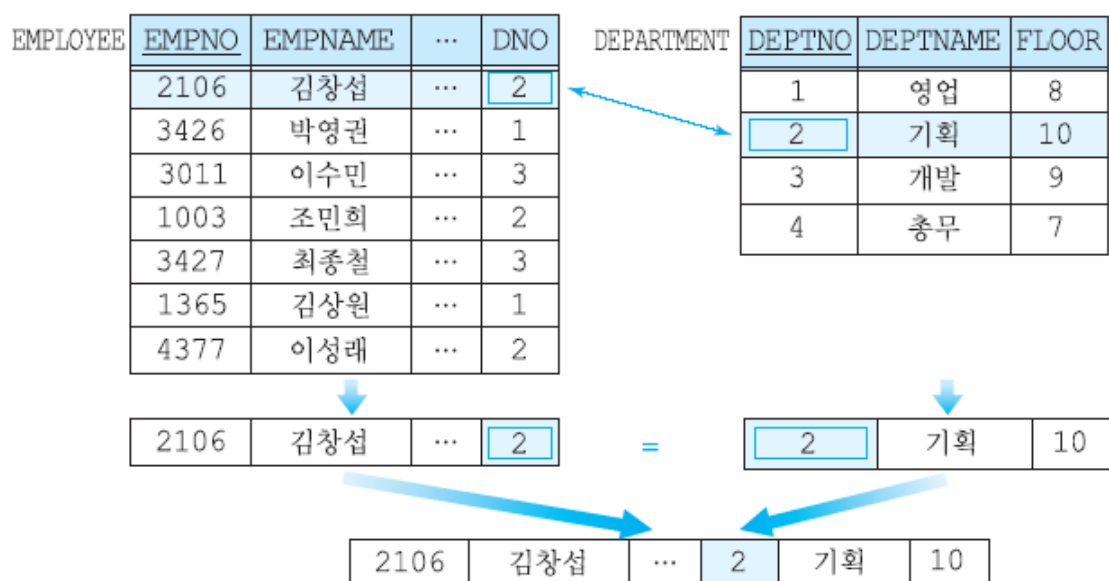 EMPLOYEE EMPNO EMPNAME … DNO DEPARTMENT DEPTNO DEPTNAME FLOOR
2106 김창섭 … 2 1 영업 8
3426 박영권 … 1 2 기획 10
3011 이수민 … 3 3 개발 9
1003 조민희 … 2 4 총무 7
3427 최종철 … 3
1365 김상원 … 1
4377 이성래 … 2
2106 김창섭 … 2 = 2 기획 10
2106 김창섭 … 2 기획 10